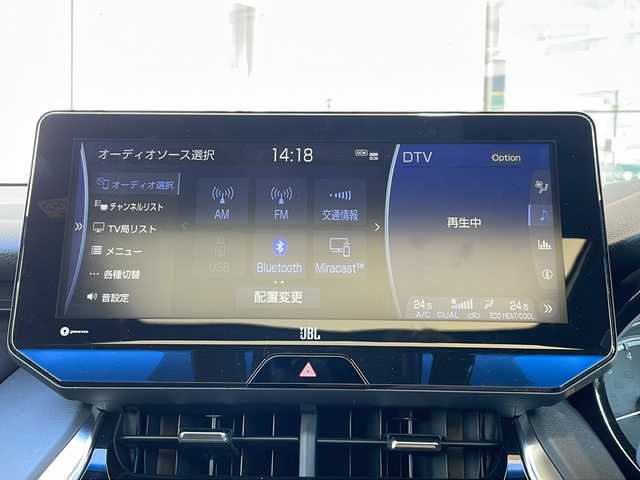 オーディオソース選択
14:18
DCM
DTV
Option
オーディオ選択
チャンネルリスト
TV局リスト
メニュー
各種切替
音設定
AM
FM
交通情報
USB
Bluetooth
Miracast™
配置変更
再生中
24.5
24.5
A/C
DUAL
ECO HEAT/COOL
JBL